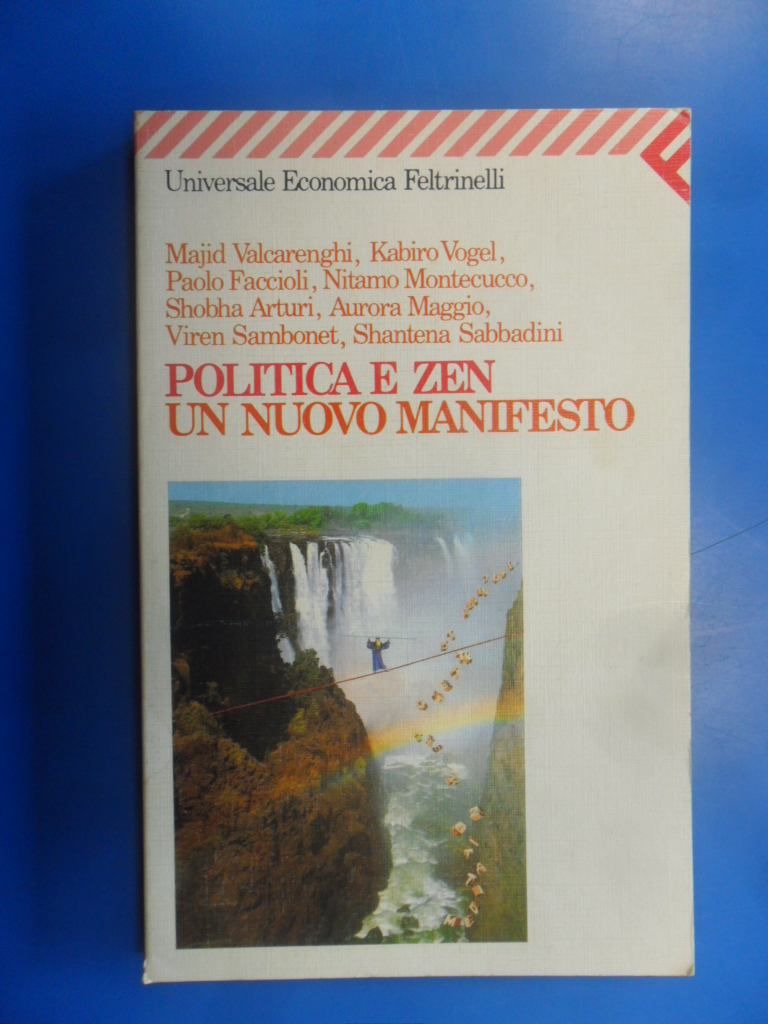 Universale Economica Feltrinelli
Majid Valcarenghi, Kabiro Vogel,
Paolo Faccioli, Nitamo Montecucco,
Shobha Arturi, Aurora Maggio,
Viren Sambonet, Shantena Sabbadini
POLITICA E ZEN
UN NUOVO MANIFESTO